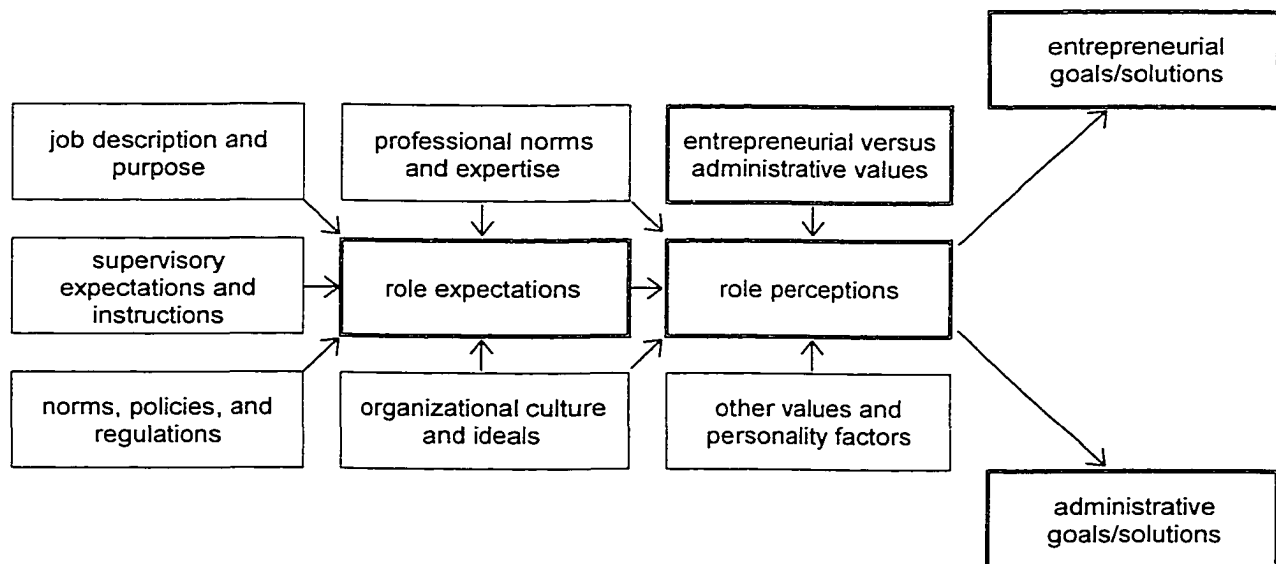 entrepreneurial
goals/solutions
job description and
purpose
professional norms
and expertise
entrepreneurial versus
administrative values
supervisory
expectations and
instructions
role expectations
role perceptions
norms, policies, and
regulations
organizational culture
and ideals
other values and
personality factors
administrative
goals/solutions